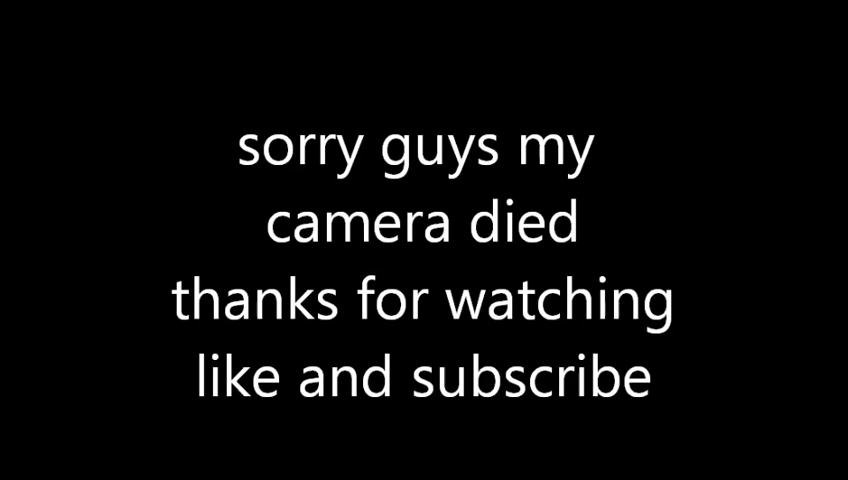 sorry guys my
camera died
thanks for watching
like and subscribe